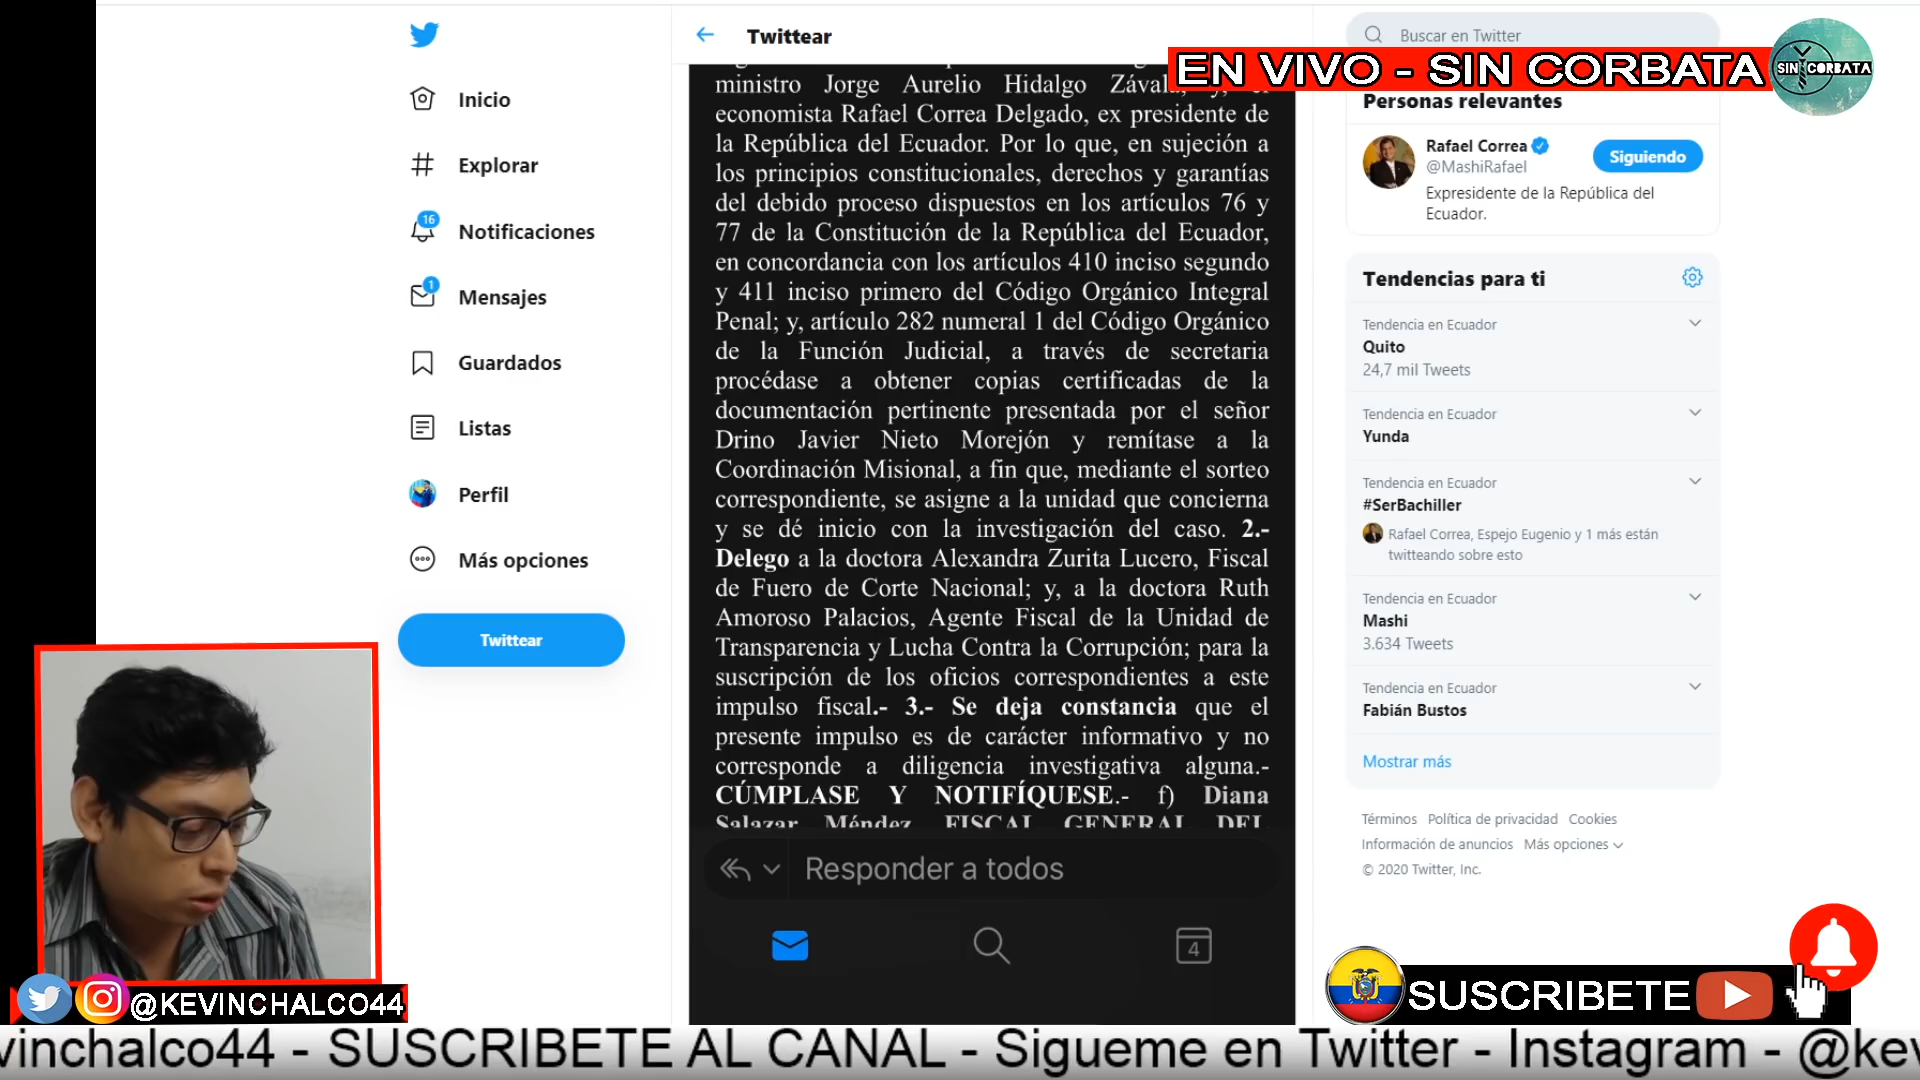 Twittear
Buscar en Twitter
EN VIVO - SIN CORBATA
SIN CORBATA
Inicio
Explorar
16
Notificaciones
1
Mensajes
Guardados
Listas
Perfil
Más opciones
Twittear
ministro Jorge Aurelio Hidalgo
economista Rafael Correa Delgado, ex presidente de
la República del Ecuador. Por lo que, en sujeción a
los principios constitucionales, derechos y garantías
del debido proceso dispuestos en los artículos 76 y
77 de la Constitución de la República del Ecuador,
en concordancia con los artículos 410 inciso segundo
y 411 inciso primero del Código Orgánico Integral
Penal; y, artículo 282 numeral 1 del Código Orgánico
de la Función Judicial, a través de secretaria
procédase a obtener copias certificadas de la
documentación pertinente presentada por el señor
Drino Javier Nieto Morejón y remítase a la
Coordinación Misional, a fin que, mediante el sorteo
correspondiente, se asigne a la unidad que concierna
y se dé inicio con la investigación del caso. 2.-
Delego a la doctora Alexandra Zurita Lucero, Fiscal
de Fuero de Corte Nacional; y, a la doctora Ruth
Amoroso Palacios, Agente Fiscal de la Unidad de
Transparencia y Lucha Contra la Corrupción; para la
suscripción de los oficios correspondientes a este
impulso fiscal.- 3.- Se deja constancia que el
presente impulso es de carácter informativo y no
corresponde a diligencia investigativa alguna.-
CÚMPLASE Y NOTIFÍQUESE.- f) Diana
Salazar Méndez FISCAL GENERAL DEL
Responder a todos
4
Personas relevantes
Rafael Correa
@MashiRafael
Siguiendo
Expresidente de la República del
Ecuador.
Tendencias para ti
Tendencia en Ecuador
Quito
24,7 mil Tweets
Tendencia en Ecuador
Yunda
Tendencia en Ecuador
#SerBachiller
Rafael Correa, Espejo Eugenio y 1 más están
twitteando sobre esto
Tendencia en Ecuador
Mashi
3.634 Tweets
Tendencia en Ecuador
Fabián Bustos
Mostrar más
Términos Política de privacidad Cookies
Información de anuncios Más opciones
© 2020 Twitter, Inc.
@KEVINCHALCO44
SUSCRIBETE
vinchalco44 - SUSCRIBETE AL CANAL - Sigueme en Twitter - Instagram - @kev